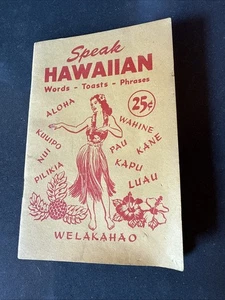 Speak
HAWAIIAN
Words - Toasts - Phrases
25¢
ALOHA
WAHINE
KUUIPO
PAU
KANE
NUI
KAPU
PILIKIA
LUAU
WELAKAHAO